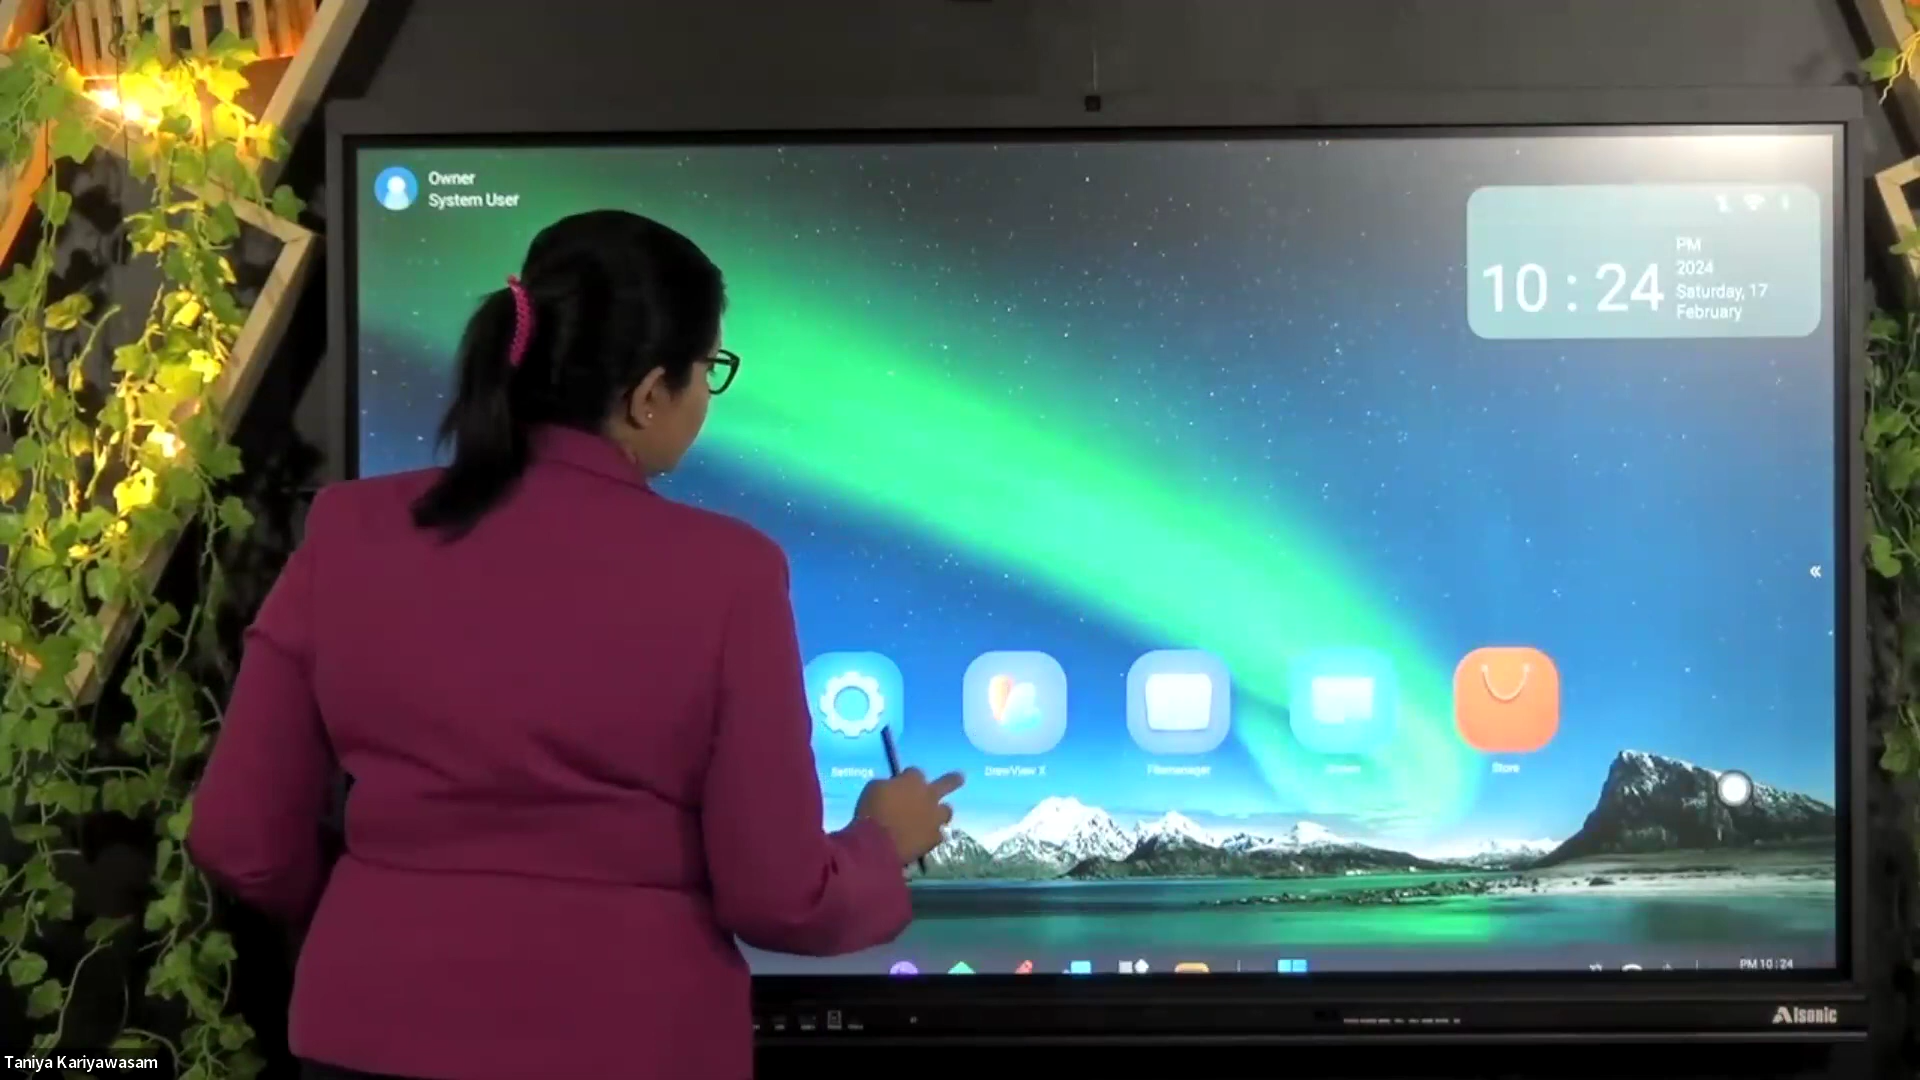 Owner
System User
PM
2024
10 : 24
Saturday, 17
February
Settings
DrawView X
Filemanager
Store
PM 10:24
Alsonic
Taniya Kariyawasam